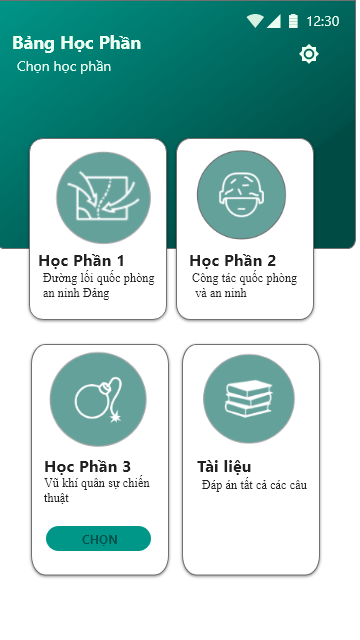 12:30
Bảng Học Phần
Chọn học phần
Học Phần 1
Đường lối quốc phòng
an ninh Đảng
Học Phần 2
Công tác quốc phòng
và an ninh
Học Phần 3
Vũ khí quân sự chiến
thuật
CHỌN
Tài liệu
Đáp án tất cả các câu